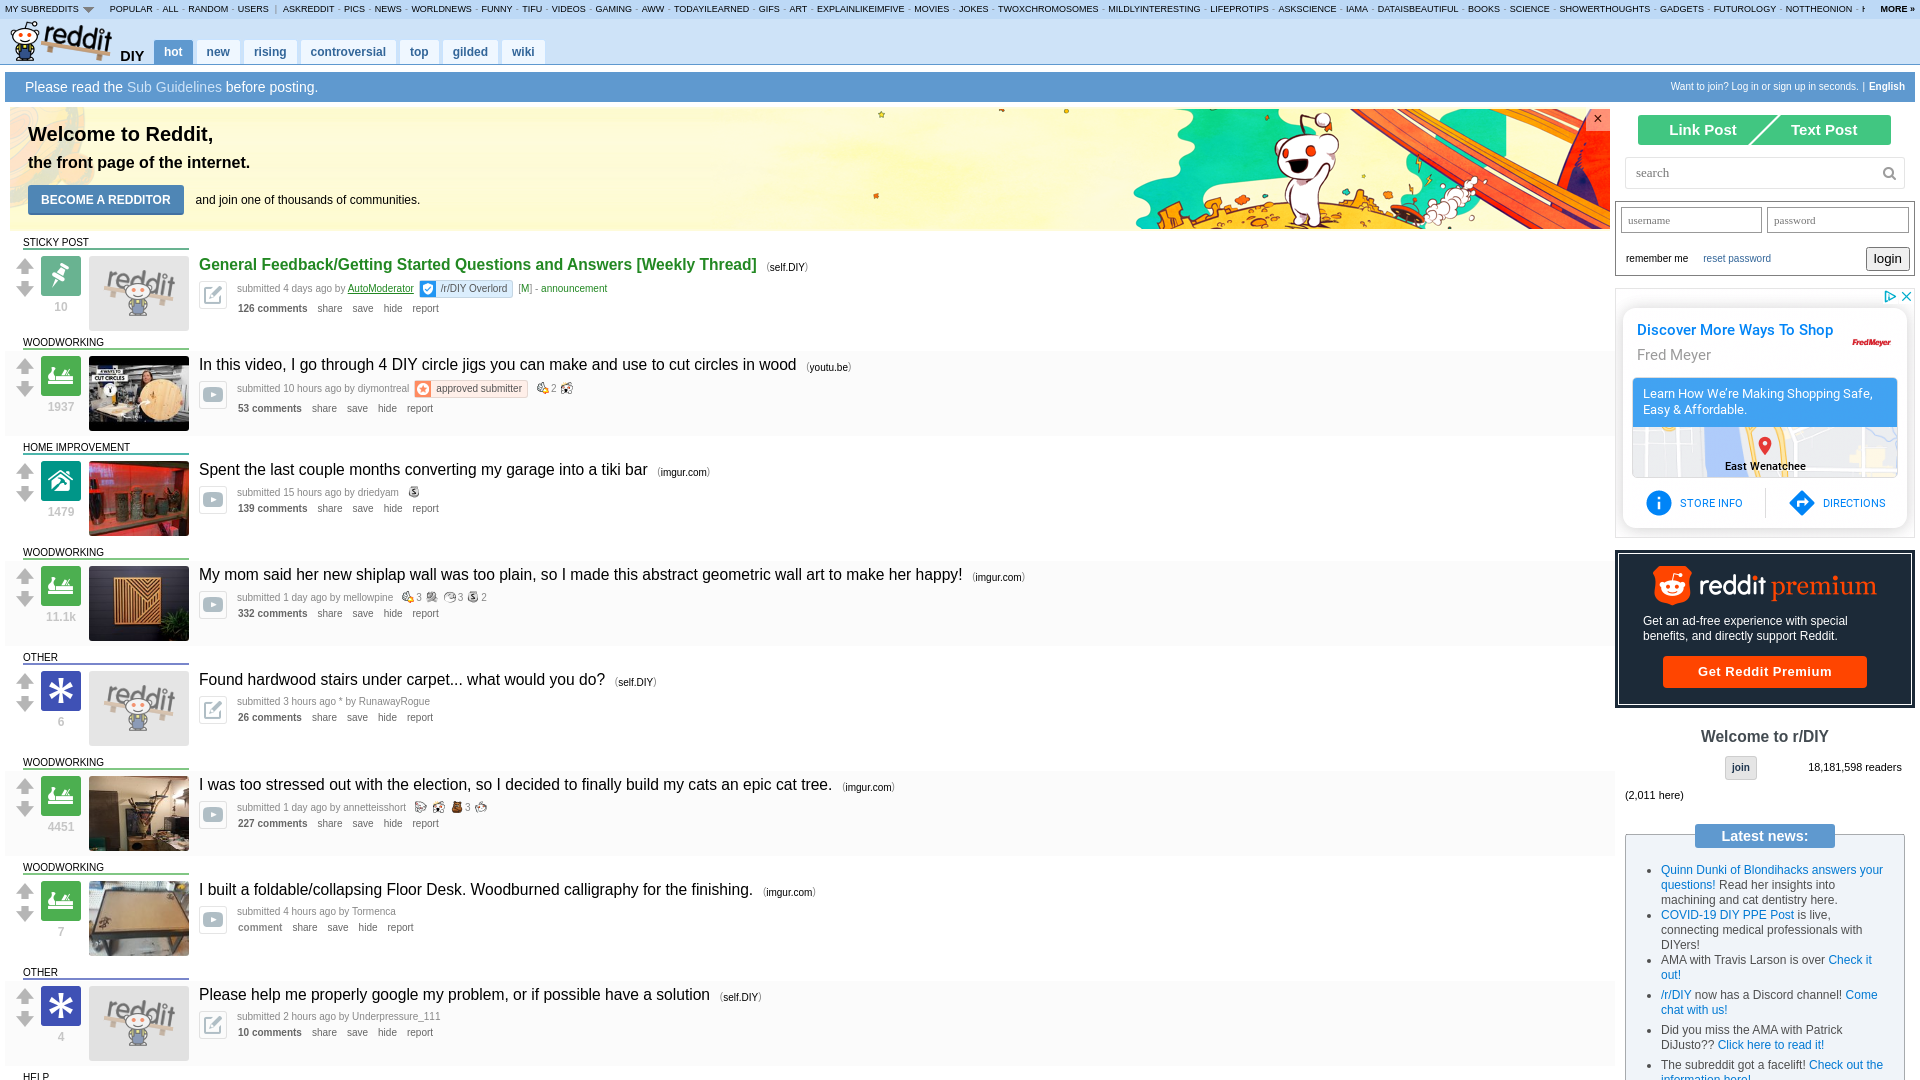 MY SUBREDDITS POPULAR - ALL - RANDOM - USERS | ASKREDDIT - PICS - NEWS - WORLDNEWS - FUNNY - TIFU - VIDEOS - GAMING - AWW - TODAYILEARNED - GIFS - ART - EXPLAINLIKEIMFIVE - MOVIES - JOKES - TWOXCHROMOSOMES - MILDLYINTERESTING - LIFEPROTIPS - ASKSCIENCE - IAMA - DATAISBEAUTIFUL - BOOKS - SCIENCE - SHOWERTHOUGHTS - GADGETS - FUTUROLOGY - NOTTHEONION - MORE »
reddit DIY hot new rising controversial top gilded wiki
Please read the Sub Guidelines before posting.
Want to join? Log in or sign up in seconds. | English
Welcome to Reddit,
the front page of the internet.
BECOME A REDDITOR and join one of thousands of communities.
×
STICKY POST
10
reddit
General Feedback/Getting Started Questions and Answers [Weekly Thread] (self.DIY)
submitted 4 days ago by AutoModerator /r/DIY Overlord [M] - announcement
126 comments share save hide report
WOODWORKING
1937
CUT CIRCLES
In this video, I go through 4 DIY circle jigs you can make and use to cut circles in wood (youtu.be)
submitted 10 hours ago by diymontreal approved submitter 2
53 comments share save hide report
HOME IMPROVEMENT
1479
Spent the last couple months converting my garage into a tiki bar (imgur.com)
submitted 15 hours ago by driedyam
139 comments share save hide report
WOODWORKING
11.1k
My mom said her new shiplap wall was too plain, so I made this abstract geometric wall art to make her happy! (imgur.com)
submitted 1 day ago by mellowpine 3 3 2
332 comments share save hide report
OTHER
6
reddit
Found hardwood stairs under carpet... what would you do? (self.DIY)
submitted 3 hours ago * by RunawayRogue
26 comments share save hide report
WOODWORKING
4451
I was too stressed out with the election, so I decided to finally build my cats an epic cat tree. (imgur.com)
submitted 1 day ago by annetteisshort 3
227 comments share save hide report
WOODWORKING
7
I built a foldable/collapsing Floor Desk. Woodburned calligraphy for the finishing. (imgur.com)
submitted 4 hours ago by Tormenca
comment share save hide report
OTHER
4
reddit
Please help me properly google my problem, or if possible have a solution (self.DIY)
submitted 2 hours ago by Underpressure_111
10 comments share save hide report
HELP
Link Post Text Post
search
username password
remember me reset password login
Discover More Ways To Shop
Fred Meyer
Fred Meyer
Learn How We're Making Shopping Safe,
Easy & Affordable.
East Wenatchee
STORE INFO DIRECTIONS
reddit premium
Get an ad-free experience with special
benefits, and directly support Reddit.
Get Reddit Premium
Welcome to r/DIY
join 18,181,598 readers
(2,011 here)
Latest news:
Quinn Dunki of Blondihacks answers your
questions! Read her insights into
machining and cat dentistry here.
COVID-19 DIY PPE Post is live,
connecting medical professionals with
DIYers!
AMA with Travis Larson is over Check it
out!
/r/DIY now has a Discord channel! Come
chat with us!
Did you miss the AMA with Patrick
DiJusto?? Click here to read it!
The subreddit got a facelift! Check out the
information here!